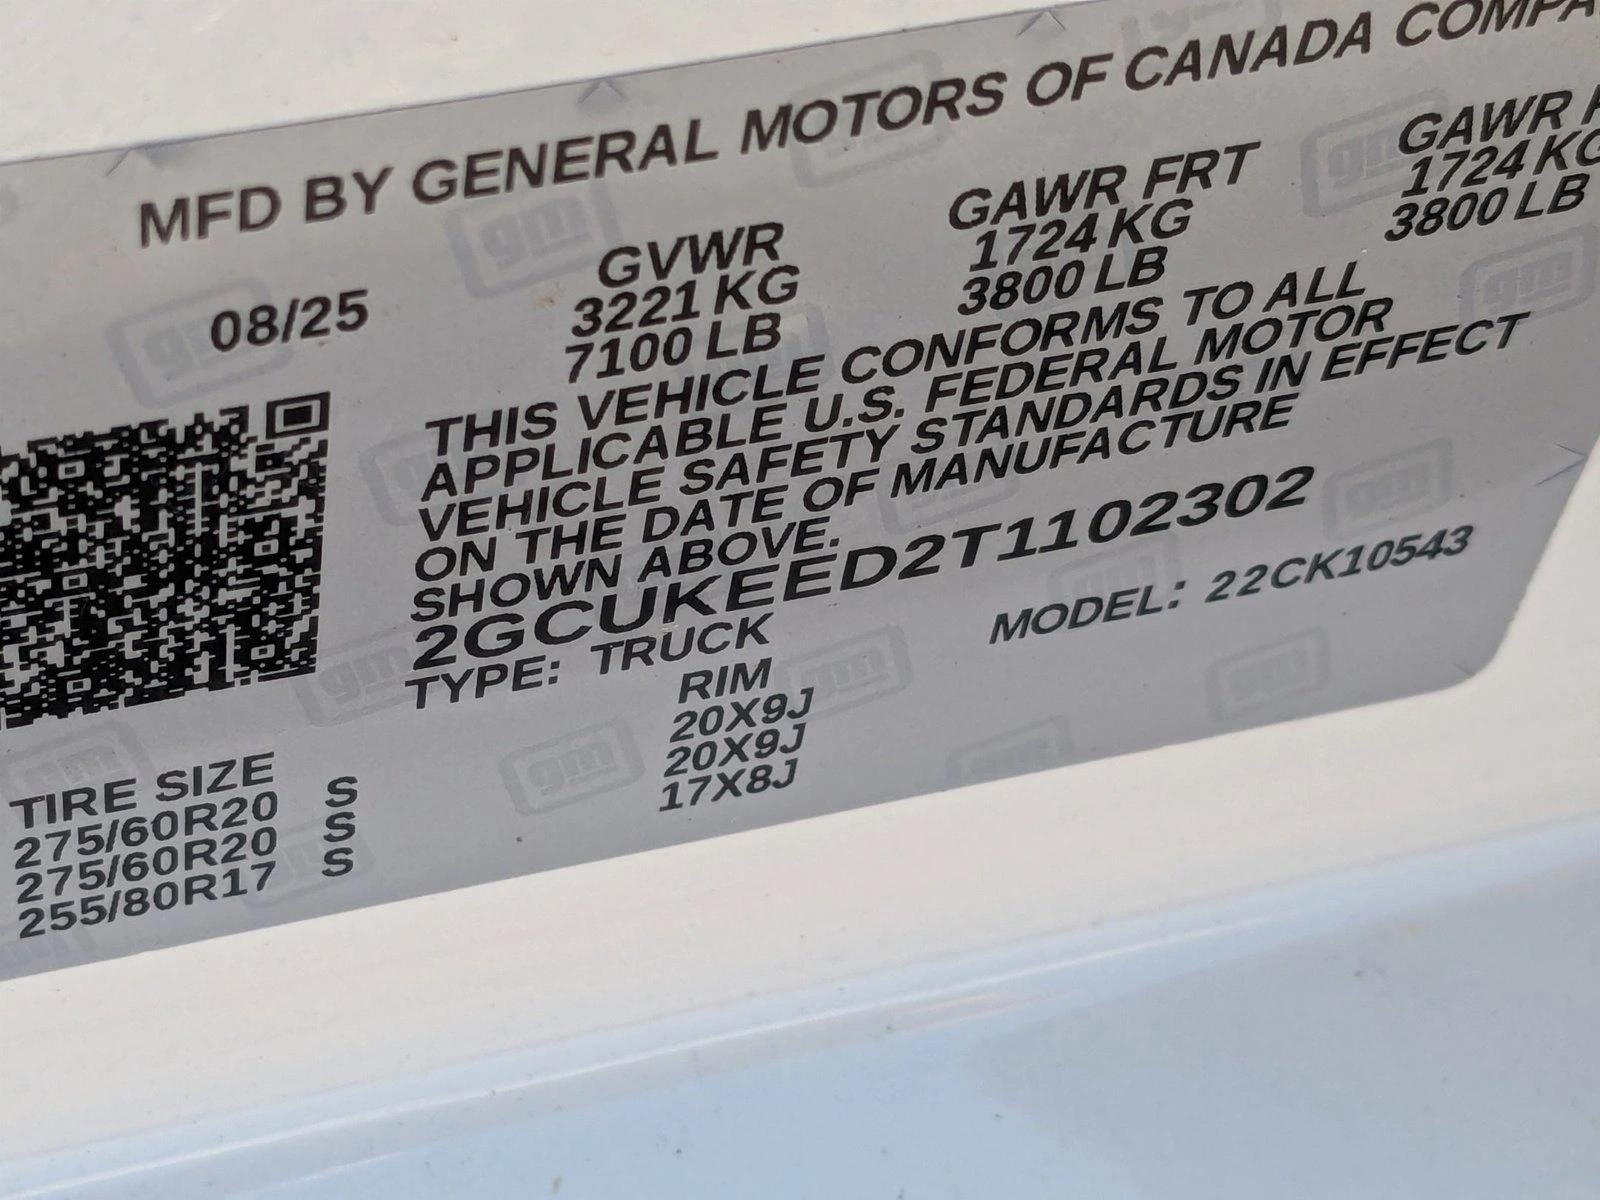 MFD BY GENERAL MOTORS OF CANADA
08/25
GVWR
3221 KG
7100 LB
GAWR FRT
1724 KG
3800 LB
GAWR
1724 KG
3800 LB
THIS VEHICLE CONFORMS TO ALL
APPLICABLE U.S. FEDERAL MOTOR
VEHICLE SAFETY STANDARDS IN EFFECT
ON THE DATE OF MANUFACTURE
SHOWN ABOVE.
2GCUKEED2T1102302
TYPE: TRUCK
MODEL: 22CK10543
TIRE SIZE RIM
275/60R20 S 20X9J
275/60R20 S 20X9J
255/80R17 S 17X8J